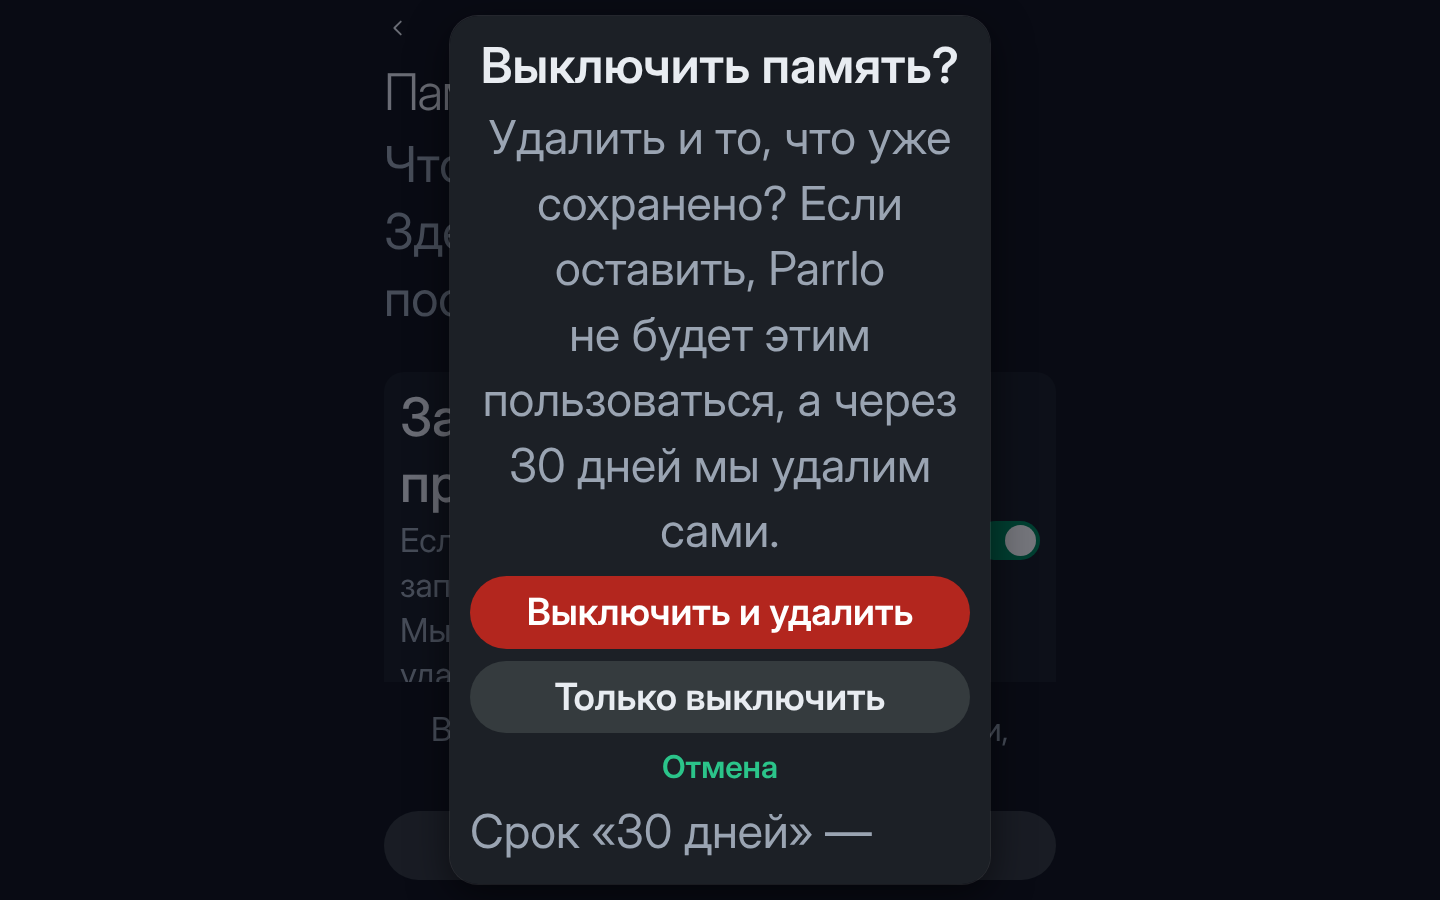 Выключить память?
Удалить и то, что уже
сохранено? Если
оставить, Parrlo
не будет этим
пользоваться, а через
30 дней мы удалим
сами.
Выключить и удалить
Только выключить
Отмена
Срок «30 дней» —